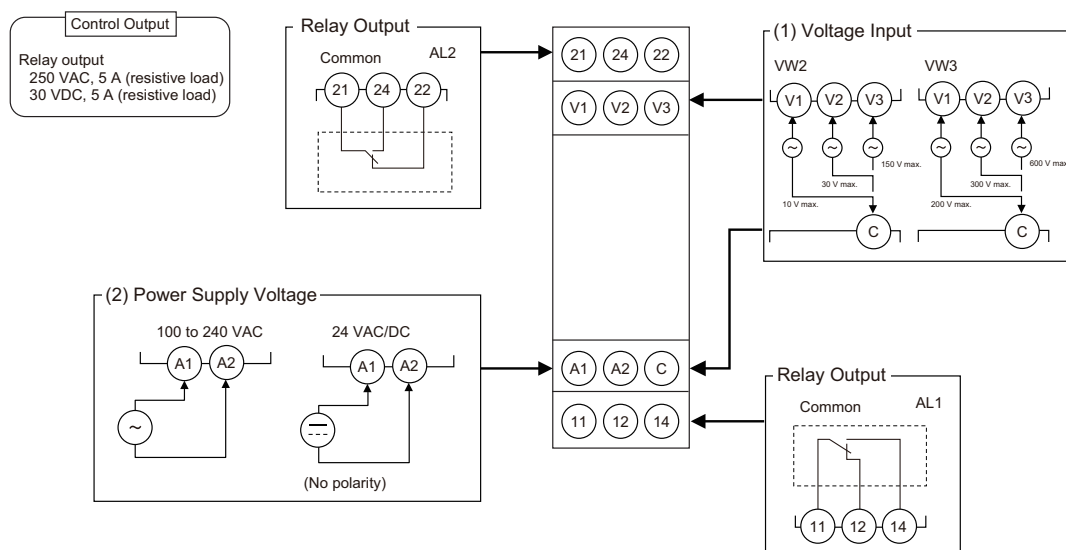 Control Output
Relay output
250 VAC, 5 A (resistive load)
30 VDC, 5 A (resistive load)
Relay Output
Common
AL2
21 24 22
21 24 22
V1 V2 V3
(1) Voltage Input
VW2
VW3
V1 V2 V3
V1 V2 V3
~ ~ ~
~ ~ ~
150 V max.
600 V max.
30 V max.
300 V max.
10 V max.
200 V max.
C
C
(2) Power Supply Voltage
100 to 240 VAC
24 VAC/DC
A1 A2
A1 A2
~
(No polarity)
A1 A2 C
11 12 14
Relay Output
Common
AL1
11 12 14